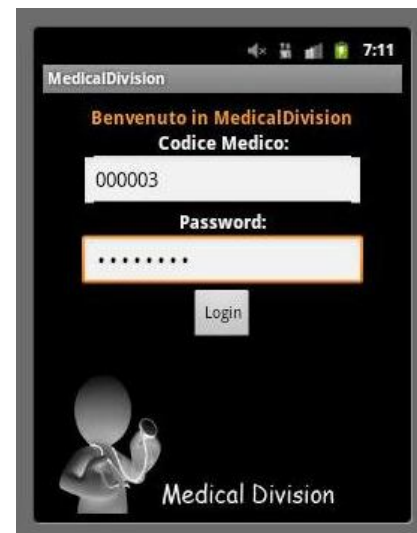 7:11
MedicalDivision
Benvenuto in MedicalDivision
Codice Medico:
000003
Password:
••••••••
Login
Medical Division